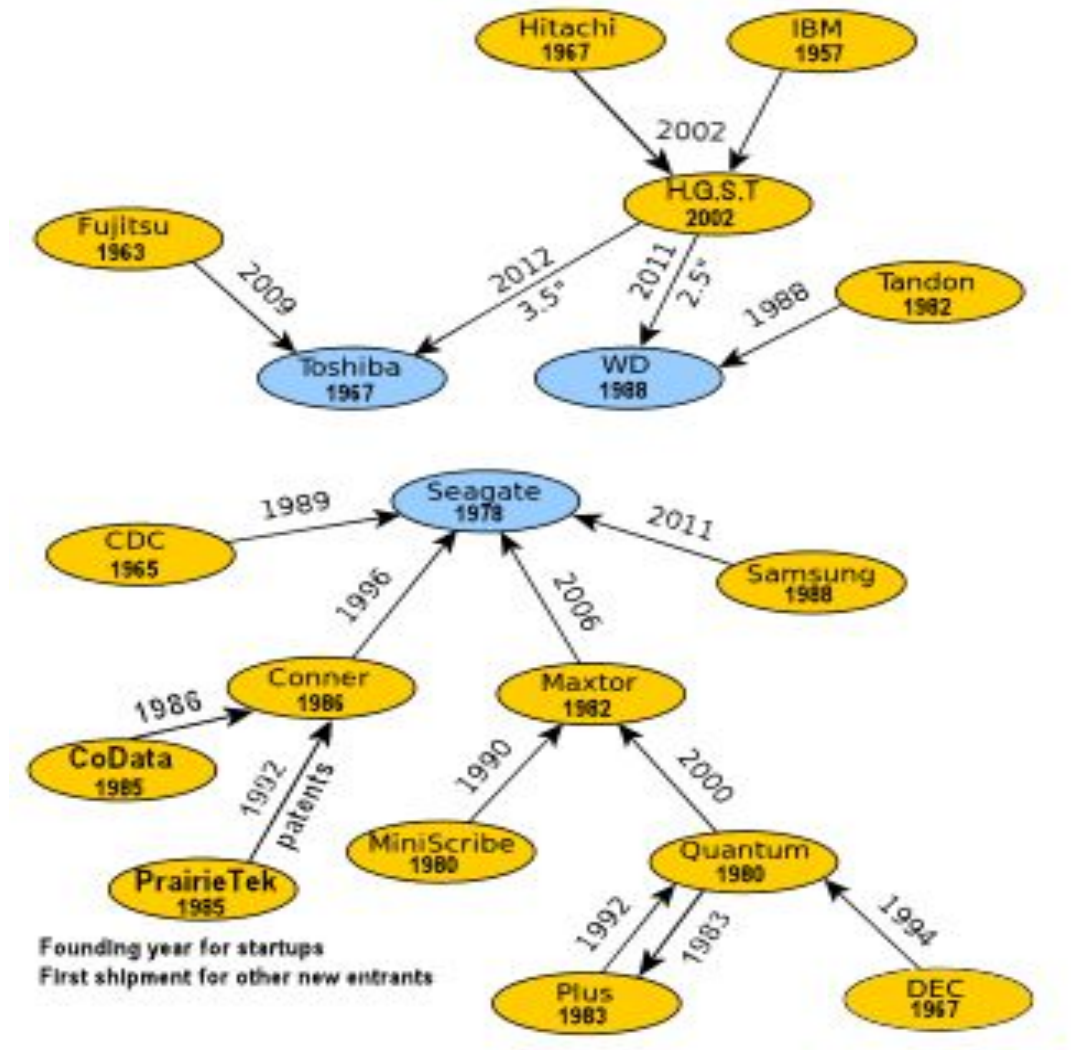 Hitachi
1967
IBM
1957
2002
H.G.S.T
2002
Fujitsu
1963
2009
2012
3.5"
2011
2.5"
Tandon
1982
1988
Toshiba
1967
WD
1988
Seagate
1978
1989
CDC
1965
2011
Samsung
1988
1996
2006
Conner
1986
Maxtor
1982
1986
CoData
1985
1992
patents
1990
2000
MiniScribe
1980
Quantum
1980
PrairieTek
1985
1992
1983
1994
Founding year for startups
First shipment for other new entrants
Plus
1983
DEC
1967